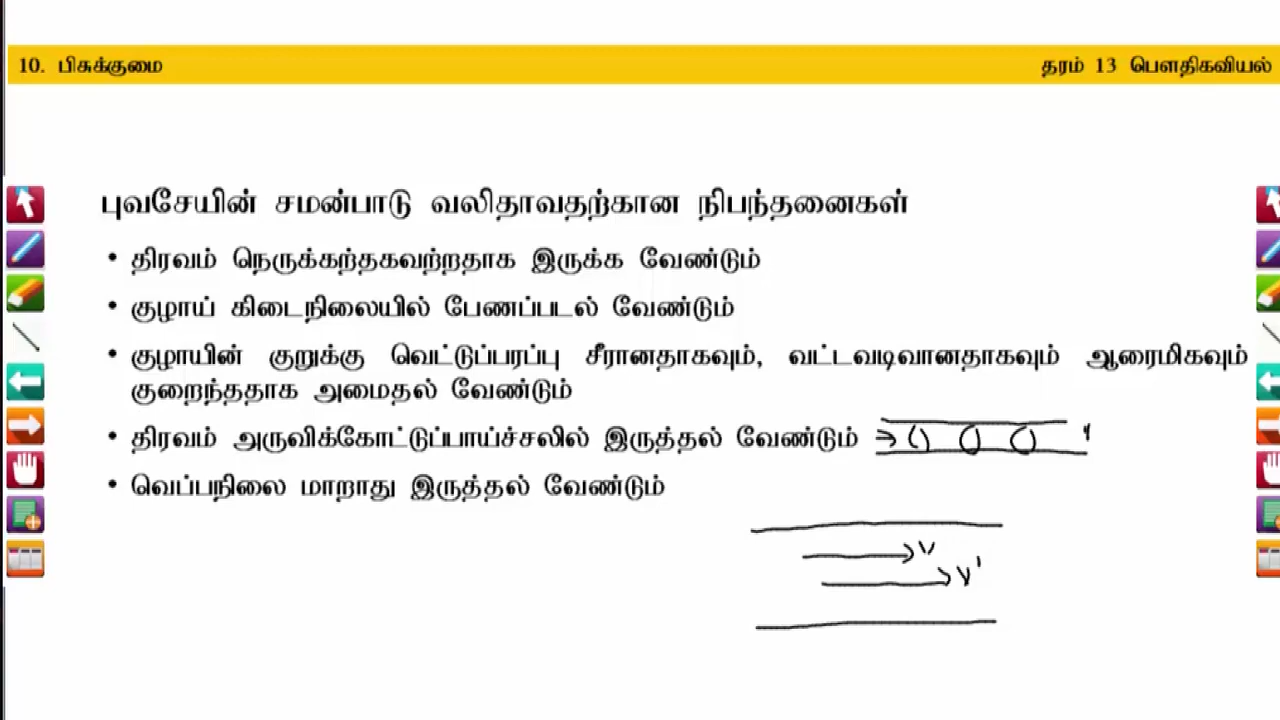 10. பிசுக்குமை
தரம் 13 பௌதிகவியல்
புவசேயின் சமன்பாடு வலிதாவதற்கான நிபந்தனைகள்
• திரவம் நெருக்கற்தகவற்றதாக இருக்க வேண்டும்
• குழாய் கிடைநிலையில் பேணப்படல் வேண்டும்
• குழாயின் குறுக்கு வெட்டுப்பரப்பு சீரானதாகவும், வட்டவடிவானதாகவும் ஆரைமிகவும்
குறைந்ததாக அமைதல் வேண்டும்
• திரவம் அருவிக்கோட்டுப்பாய்ச்சலில் இருத்தல் வேண்டும்
• வெப்பநிலை மாறாது இருத்தல் வேண்டும்
V
V'